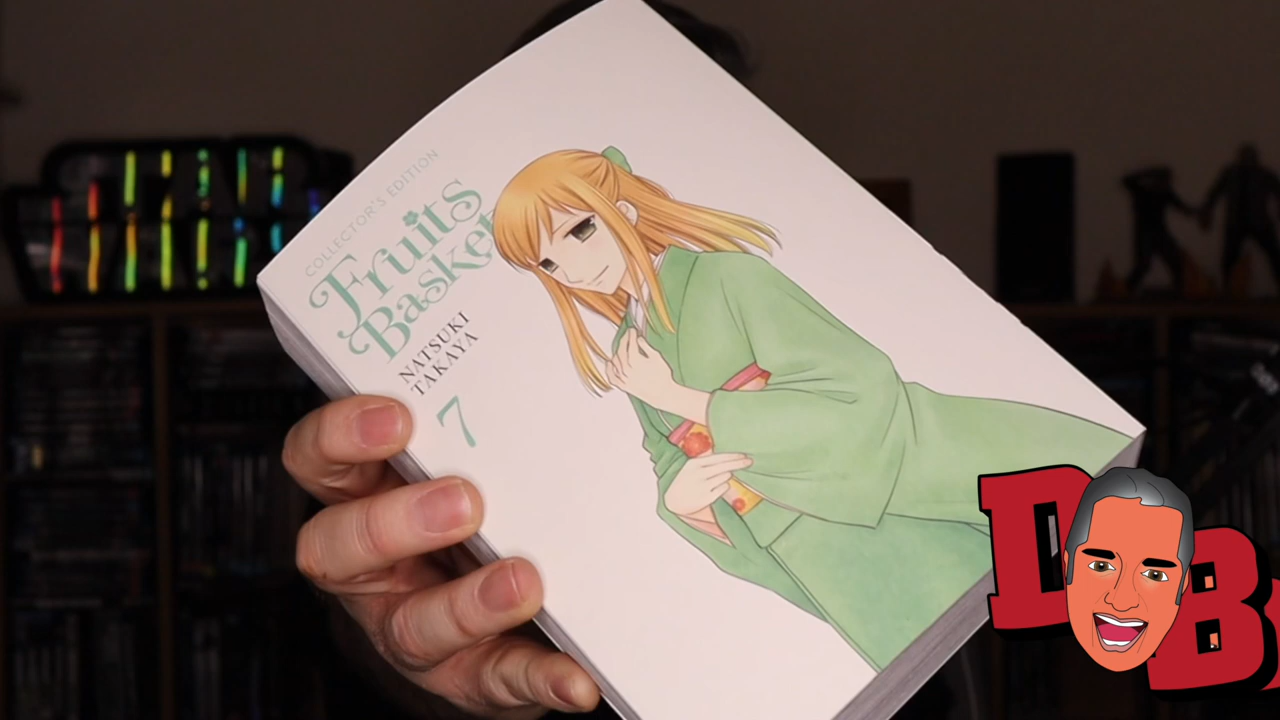 COLLECTOR'S EDITION
Fruits
Basket
NATSUKI
TAKAYA
7
D B